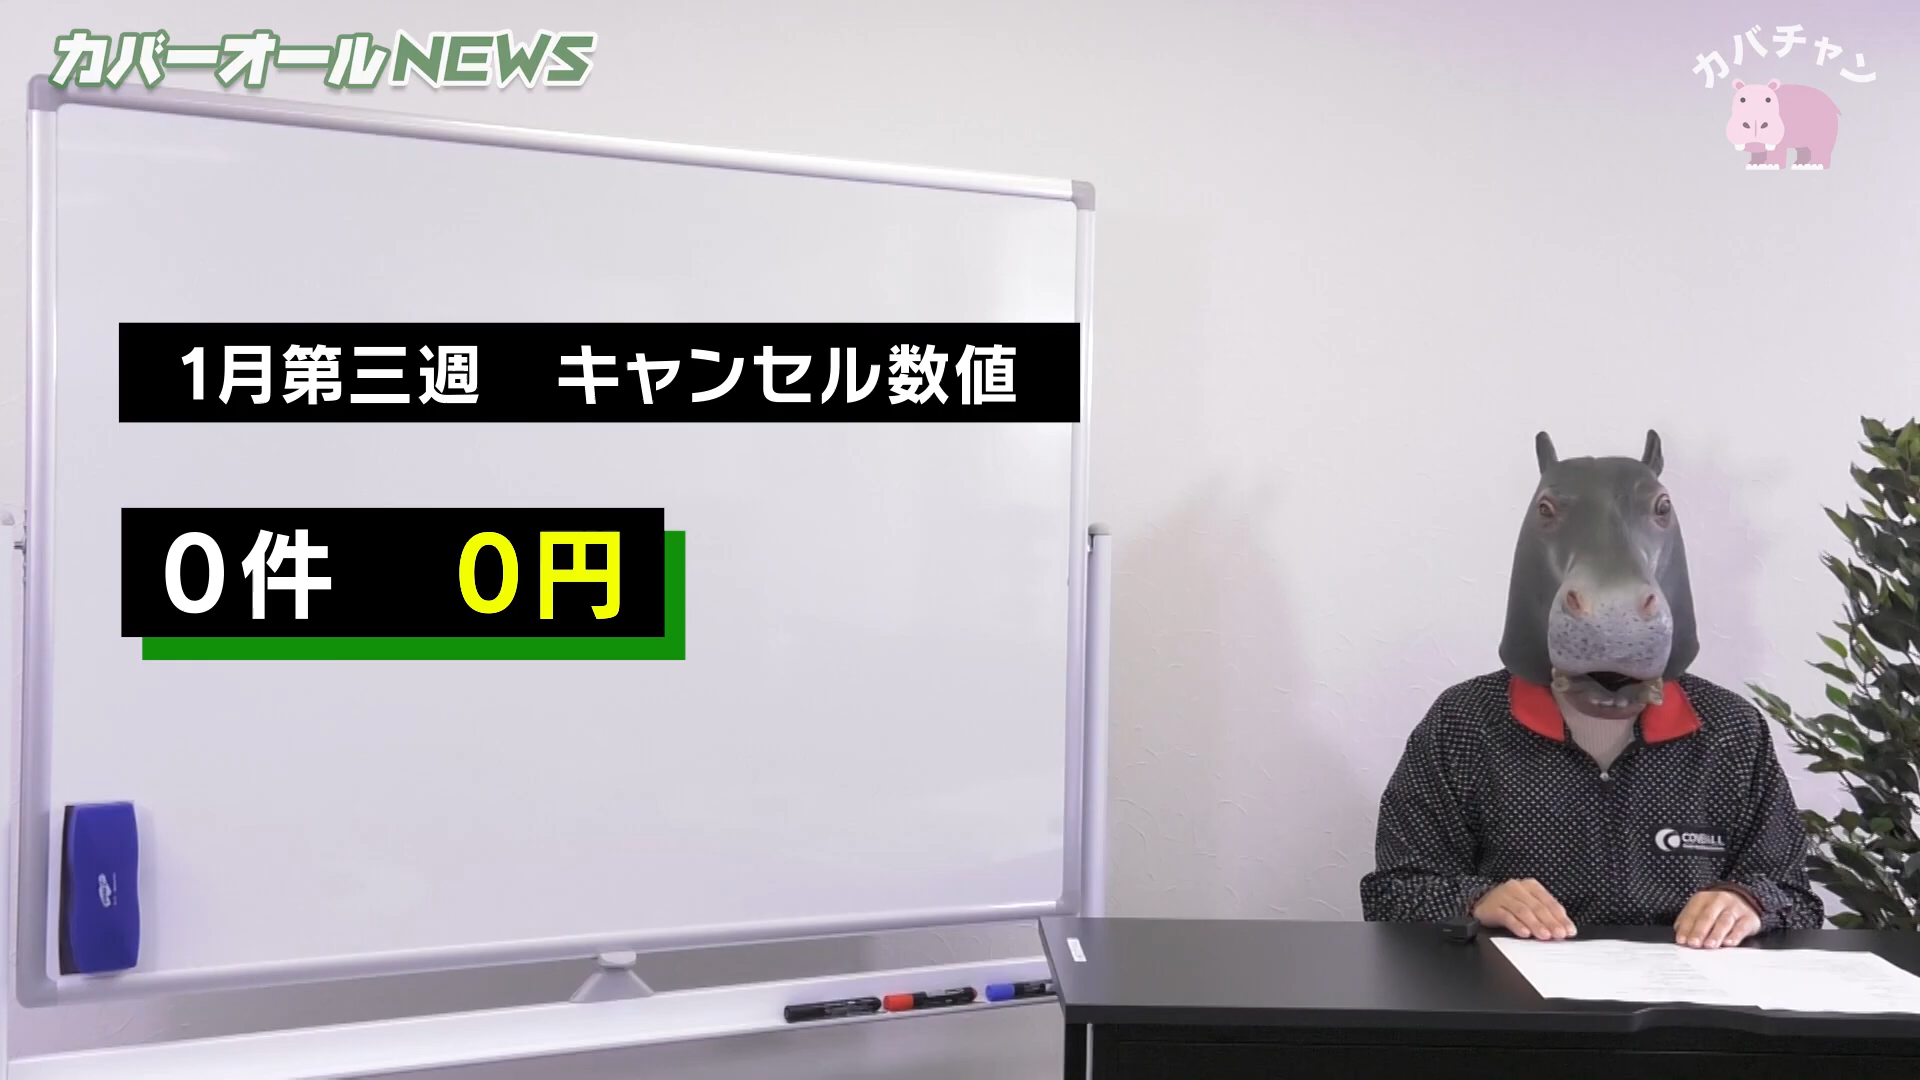 カバーオールNEWS
カバチャン
1月第三週　キャンセル数値
0件　0円
COVERALL